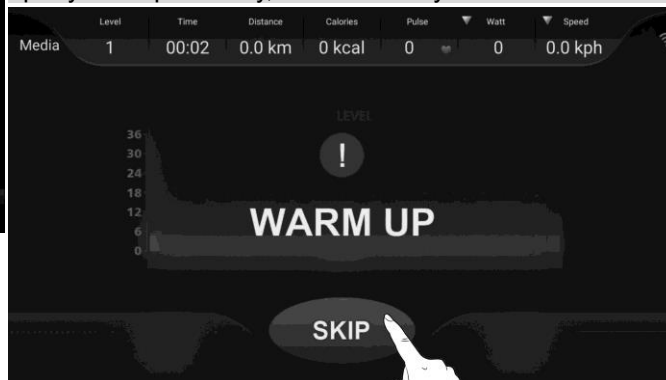 Level Time Distance Calories Pulse Watt Speed
Media 1 00:02 0.0 km 0 kcal 0 0 0.0 kph
LEVEL
36
30
24
18
12
6
0
!
WARM UP
SKIP